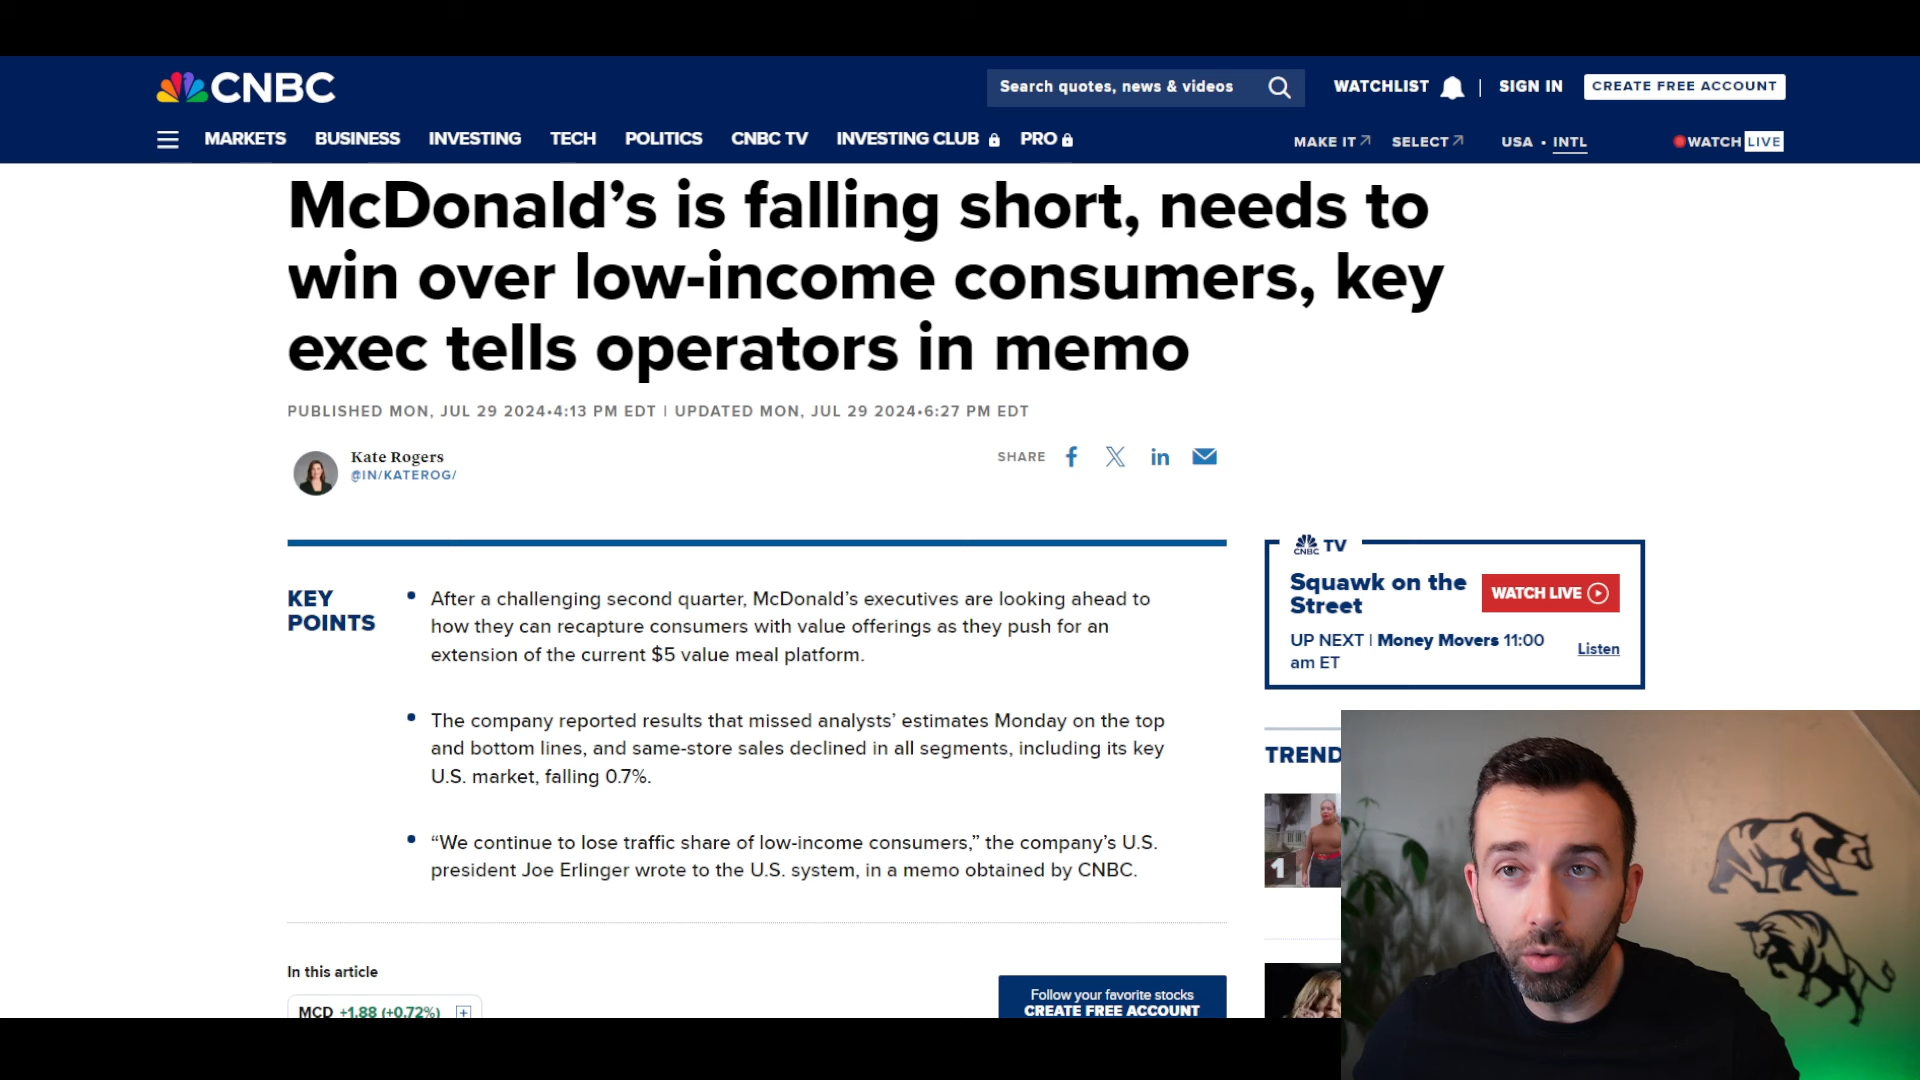 CNBC
Search quotes, news & videos
WATCHLIST
SIGN IN
CREATE FREE ACCOUNT
MARKETS
BUSINESS
INVESTING
TECH
POLITICS
CNBC TV
INVESTING CLUB
PRO
MAKE IT
SELECT
USA • INTL
WATCH LIVE
McDonald’s is falling short, needs to
win over low-income consumers, key
exec tells operators in memo
PUBLISHED MON, JUL 29 2024•4:13 PM EDT | UPDATED MON, JUL 29 2024•6:27 PM EDT
Kate Rogers
@IN/KATEROG/
SHARE
KEY
POINTS
• After a challenging second quarter, McDonald’s executives are looking ahead to
how they can recapture consumers with value offerings as they push for an
extension of the current $5 value meal platform.
• The company reported results that missed analysts’ estimates Monday on the top
and bottom lines, and same-store sales declined in all segments, including its key
U.S. market, falling 0.7%.
• “We continue to lose traffic share of low-income consumers,” the company’s U.S.
president Joe Erlinger wrote to the U.S. system, in a memo obtained by CNBC.
In this article
MCD +1.88 (+0.72%)
Follow your favorite stocks
CREATE FREE ACCOUNT
CNBC TV
Squawk on the
Street
WATCH LIVE
UP NEXT | Money Movers 11:00
am ET
Listen
TREND
1